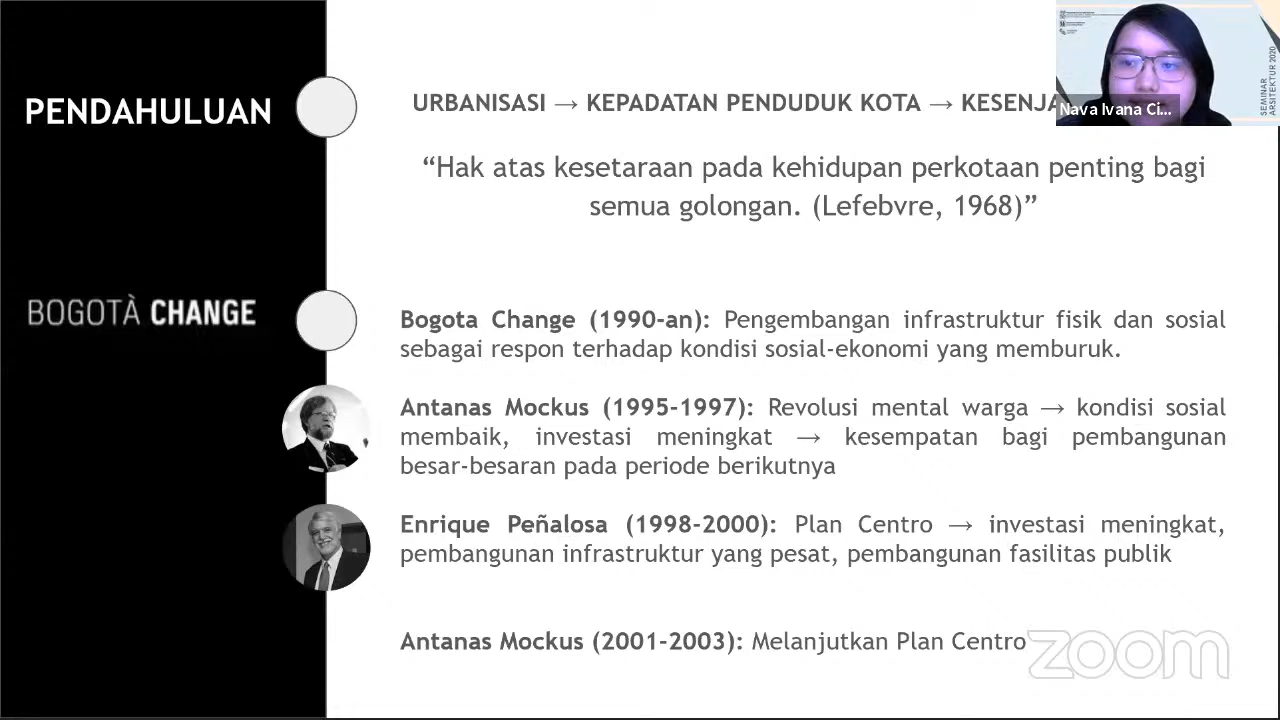 PENDAHULUAN
URBANISASI → KEPADATAN PENDUDUK KOTA → KESENJA
Nava Ivana Ci...
SEMINAR
ARSITEKTUR 2020
“Hak atas kesetaraan pada kehidupan perkotaan penting bagi
semua golongan. (Lefebvre, 1968)”
BOGOTÀ CHANGE
Bogota Change (1990-an): Pengembangan infrastruktur fisik dan sosial
sebagai respon terhadap kondisi sosial-ekonomi yang memburuk.
Antanas Mockus (1995-1997): Revolusi mental warga → kondisi sosial
membaik, investasi meningkat → kesempatan bagi pembangunan
besar-besaran pada periode berikutnya
Enrique Peñalosa (1998-2000): Plan Centro → investasi meningkat,
pembangunan infrastruktur yang pesat, pembangunan fasilitas publik
Antanas Mockus (2001-2003): Melanjutkan Plan Centro
zoom